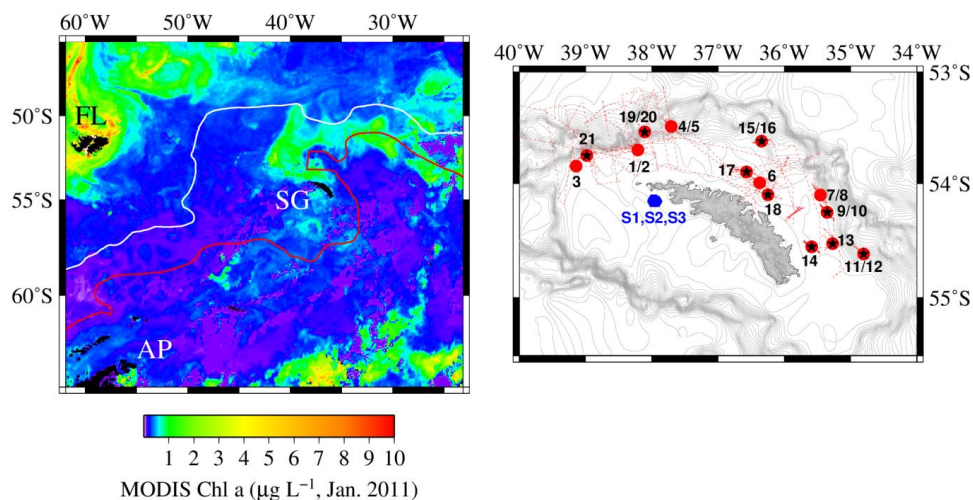 60°W 50°W 40°W 30°W
50°S
55°S
60°S
FL
SG
AP
1 2 3 4 5 6 7 8 9 10
MODIS Chl a (µg L⁻¹, Jan. 2011)
40°W 39°W 38°W 37°W 36°W 35°W 34°W
53°S
54°S
55°S
19/20
4/5
15/16
21
1/2
3
17
6
18
7/8
9/10
S1,S2,S3
13
14
11/12